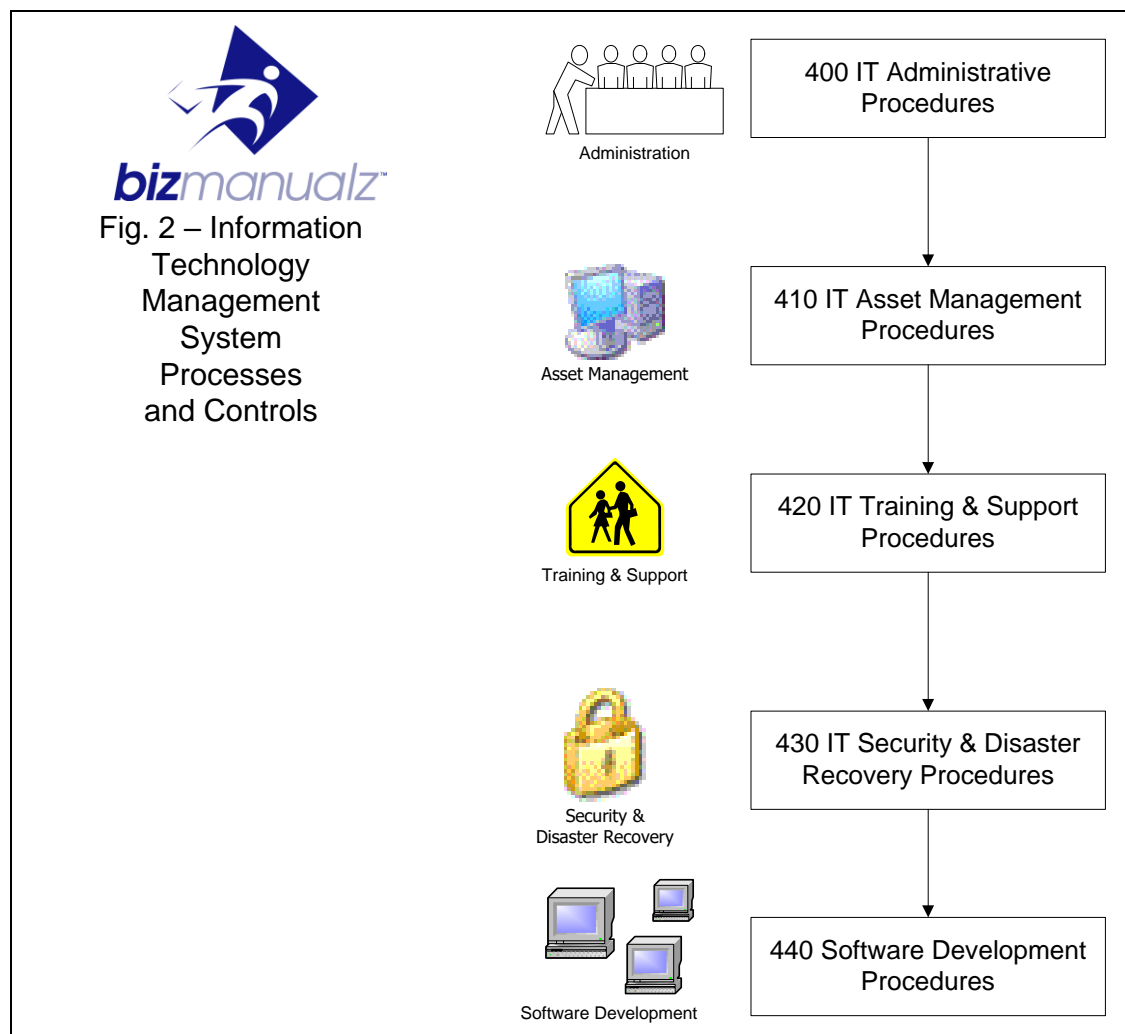 bizmanualz™
Fig. 2 – Information
Technology
Management
System
Processes
and Controls
Administration
400 IT Administrative
Procedures
Asset Management
410 IT Asset Management
Procedures
Training & Support
420 IT Training & Support
Procedures
Security &
Disaster Recovery
430 IT Security & Disaster
Recovery Procedures
Software Development
440 Software Development
Procedures